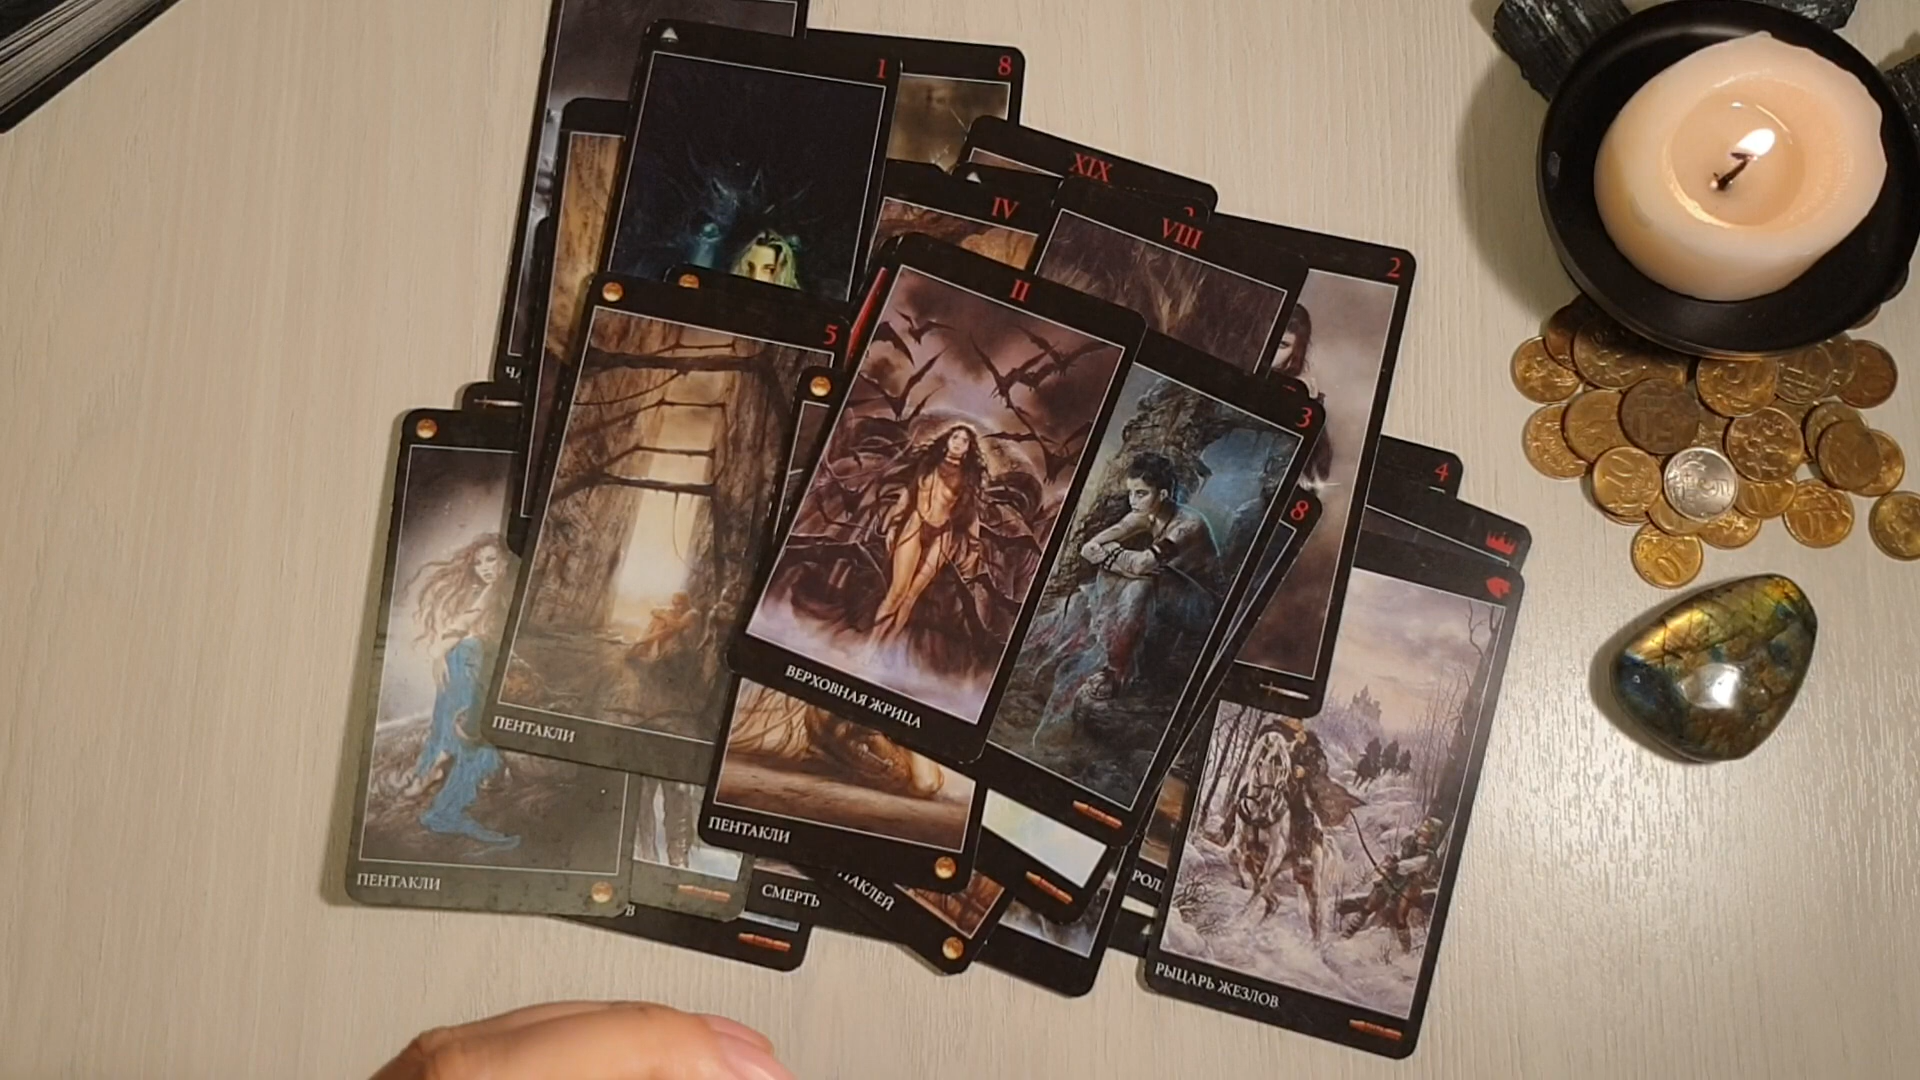 1
8
XIX
IV
VIII
2
II
5
3
4
8
ПЕНТАКЛИ
ВЕРХОВНАЯ ЖРИЦА
ПЕНТАКЛИ
ПЕНТАКЛИ
СМЕРТЬ
РЫЦАРЬ ЖЕЗЛОВ
10